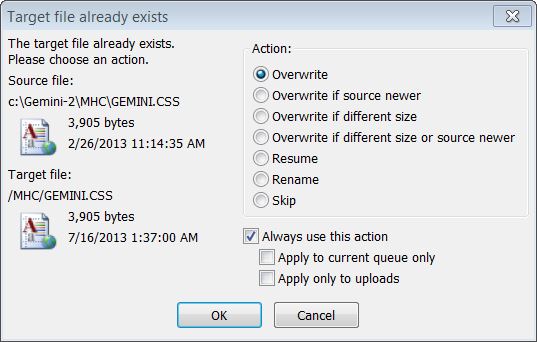 Target file already exists
The target file already exists.
Please choose an action.
Source file:
c:\Gemini-2\MHC\GEMINI.CSS
3,905 bytes
2/26/2013 11:14:35 AM
Target file:
/MHC/GEMINI.CSS
3,905 bytes
7/16/2013 1:37:00 AM
Action:
Overwrite
Overwrite if source newer
Overwrite if different size
Overwrite if different size or source newer
Resume
Rename
Skip
Always use this action
Apply to current queue only
Apply only to uploads
OK
Cancel